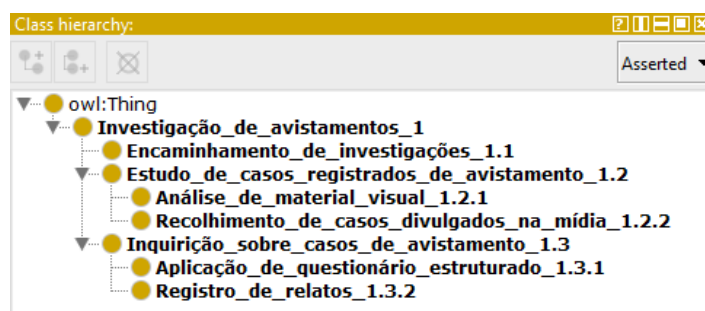 Class hierarchy:
Asserted
owl:Thing
Investigação_de_avistamentos_1
Encaminhamento_de_investigações_1.1
Estudo_de_casos_registrados_de_avistamento_1.2
Análise_de_material_visual_1.2.1
Recolhimento_de_casos_divulgados_na_mídia_1.2.2
Inquirição_sobre_casos_de_avistamento_1.3
Aplicação_de_questionário_estruturado_1.3.1
Registro_de_relatos_1.3.2